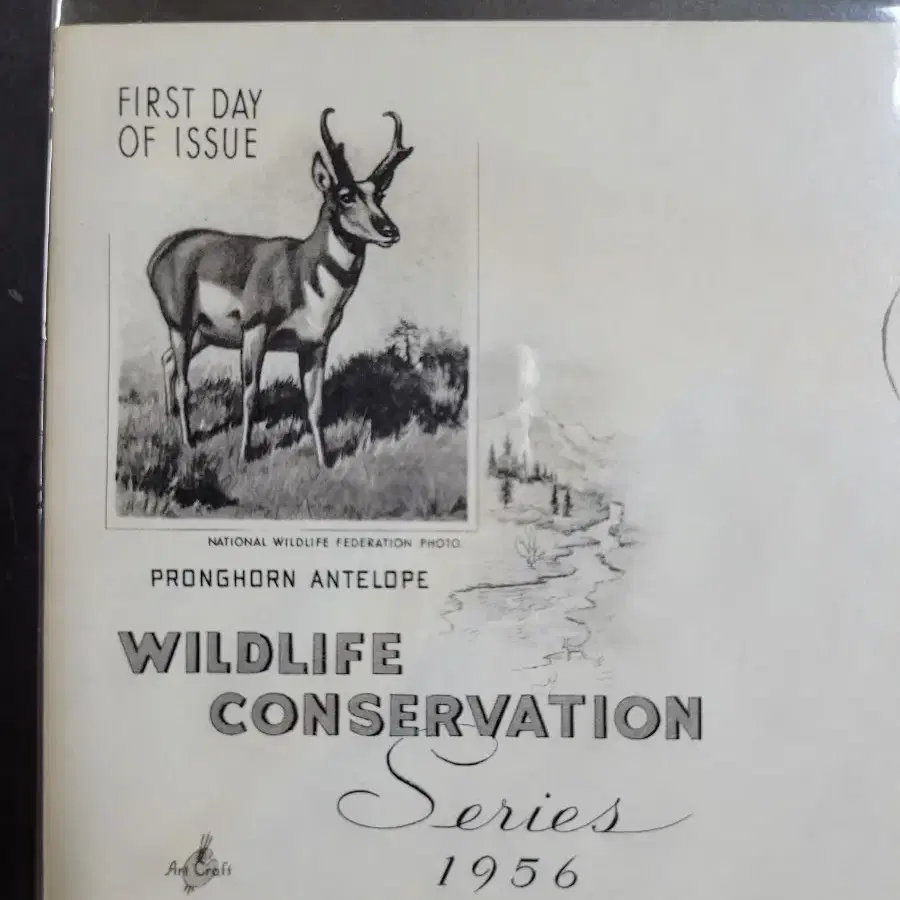 FIRST DAY
OF ISSUE
NATIONAL WILDLIFE FEDERATION PHOTO.
PRONGHORN ANTELOPE
WILDLIFE
CONSERVATION
Series
1956
Art Craft